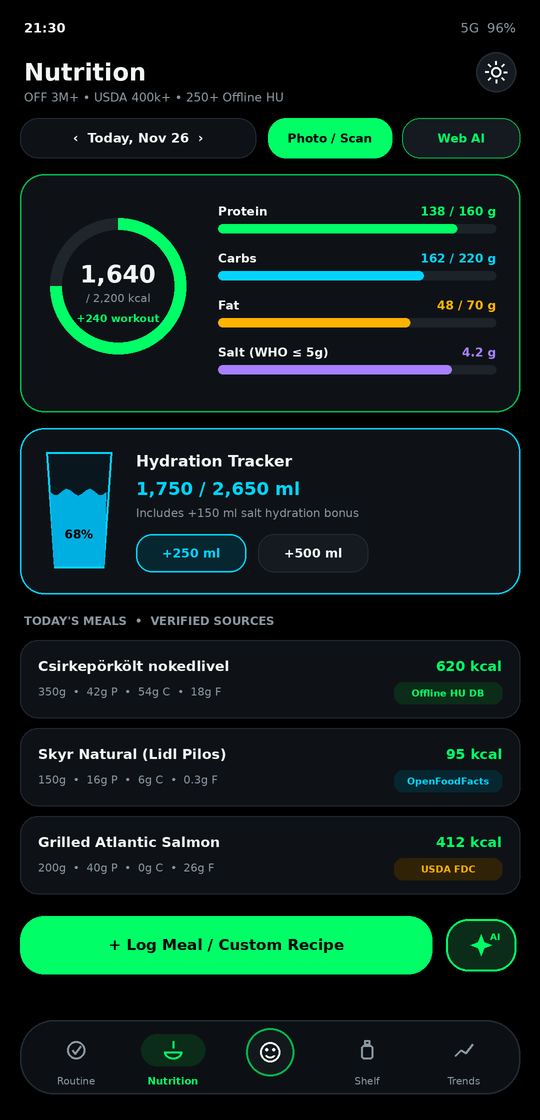 21:30
5G 96%
Nutrition
OFF 3M+ • USDA 400k+ • 250+ Offline HU
‹ Today, Nov 26 ›
Photo / Scan
Web AI
1,640
/ 2,200 kcal
+240 workout
Protein
138 / 160 g
Carbs
162 / 220 g
Fat
48 / 70 g
Salt (WHO ≤ 5g)
4.2 g
68%
Hydration Tracker
1,750 / 2,650 ml
Includes +150 ml salt hydration bonus
+250 ml
+500 ml
TODAY'S MEALS • VERIFIED SOURCES
Csirkepörkölt nokedlivel
620 kcal
350g • 42g P • 54g C • 18g F
Offline HU DB
Skyr Natural (Lidl Pilos)
95 kcal
150g • 16g P • 6g C • 0.3g F
OpenFoodFacts
Grilled Atlantic Salmon
412 kcal
200g • 40g P • 0g C • 26g F
USDA FDC
+ Log Meal / Custom Recipe
AI
Routine
Nutrition
Shelf
Trends